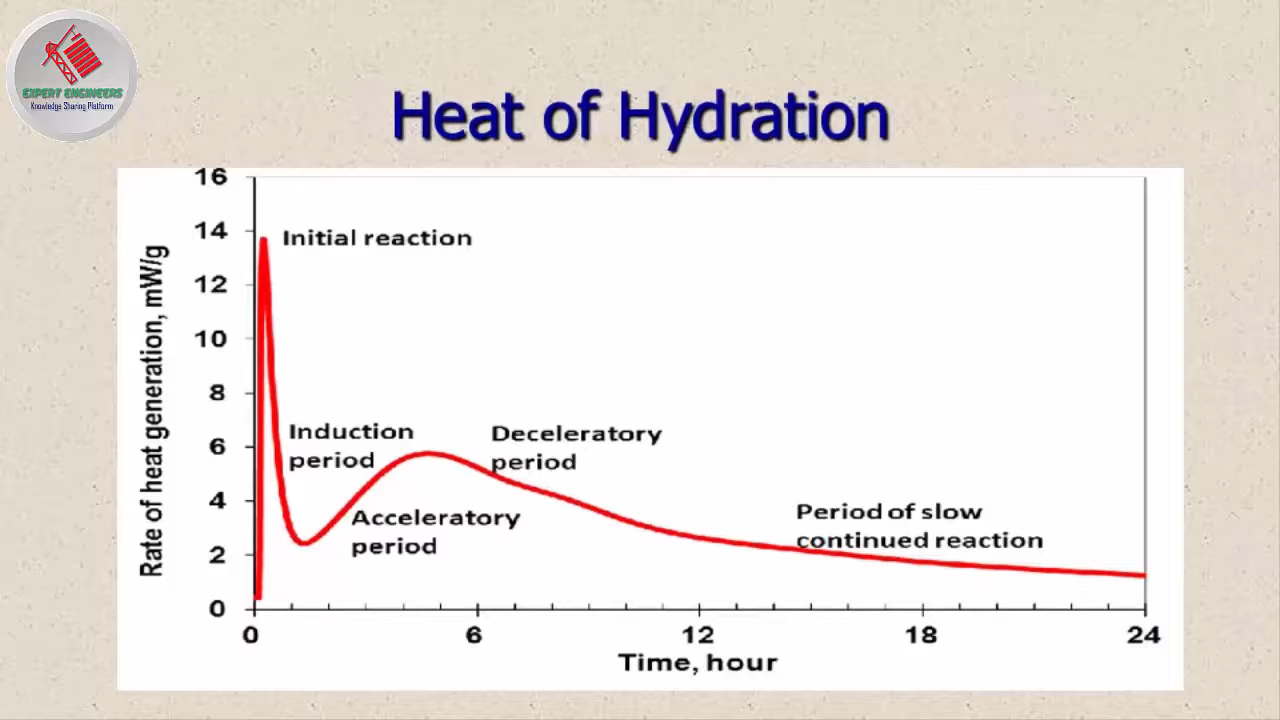 EXPERT ENGINEERS
Knowledge Sharing Platform
Heat of Hydration
16
14
12
10
8
6
4
2
0
Rate of heat generation, mW/g
Initial reaction
Induction
period
Deceleratory
period
Acceleratory
period
Period of slow
continued reaction
0 6 12 18 24
Time, hour